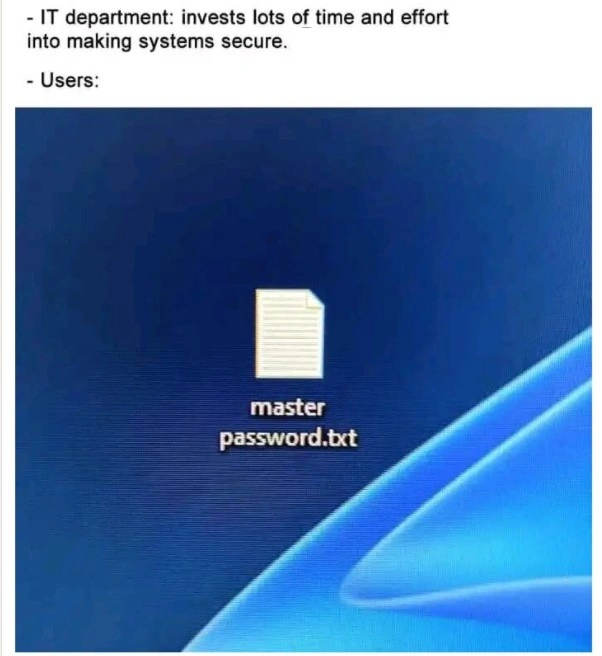 - IT department: invests lots of time and effort
into making systems secure.
- Users:
master
password.txt